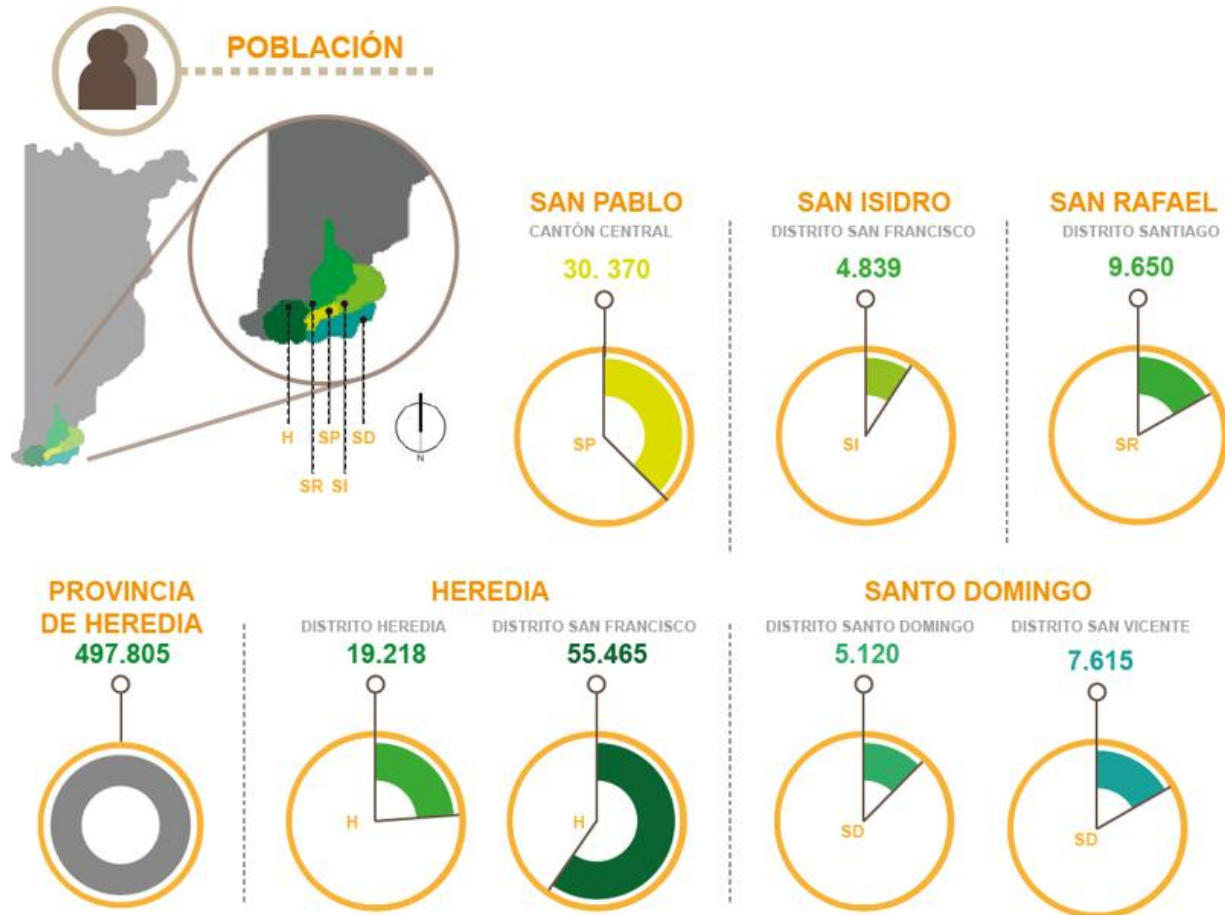 POBLACIÓN
H SP SD
SR SI
N
SAN PABLO
CANTÓN CENTRAL
30. 370
SP
SAN ISIDRO
DISTRITO SAN FRANCISCO
4.839
SI
SAN RAFAEL
DISTRITO SANTIAGO
9.650
SR
PROVINCIA
DE HEREDIA
497.805
HEREDIA
DISTRITO HEREDIA
19.218
H
DISTRITO SAN FRANCISCO
55.465
H
SANTO DOMINGO
DISTRITO SANTO DOMINGO
5.120
SD
DISTRITO SAN VICENTE
7.615
SD